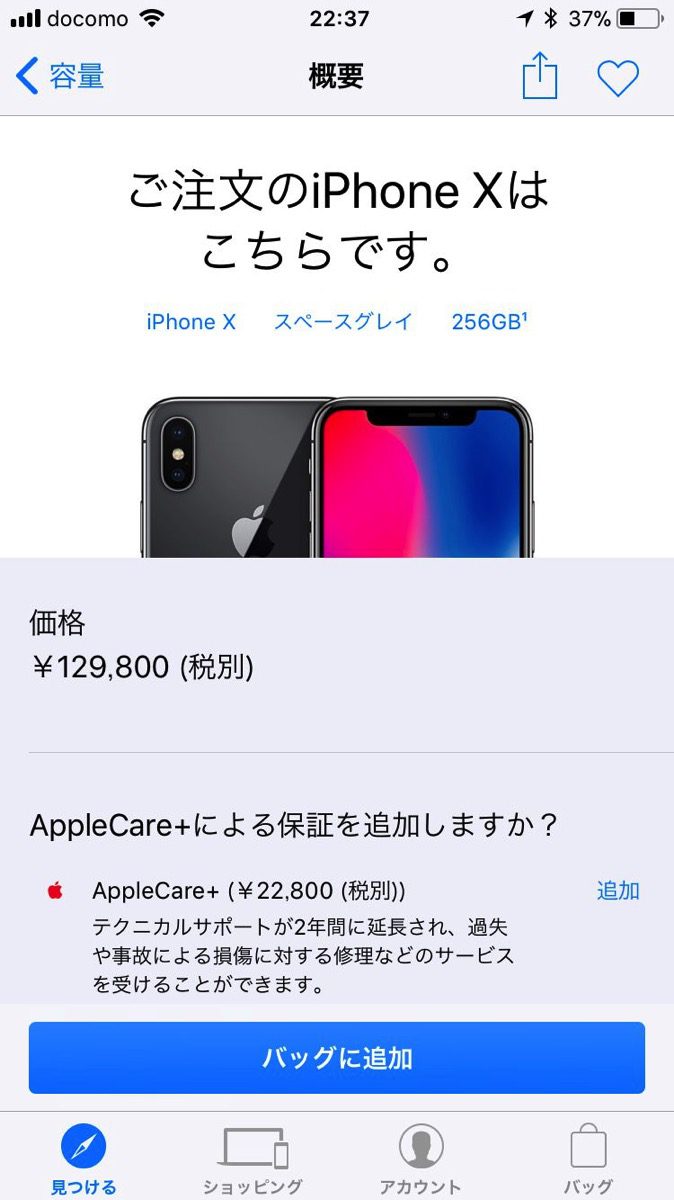 docomo 22:37 37%
容量 概要
ご注文のiPhone Xは
こちらです。
iPhone X スペースグレイ 256GB¹
価格
¥129,800 (税別)
AppleCare+による保証を追加しますか？
AppleCare+ (¥22,800 (税別)) 追加
テクニカルサポートが2年間に延長され、過失
や事故による損傷に対する修理などのサービス
を受けることができます。
バッグに追加
見つける ショッピング アカウント バッグ